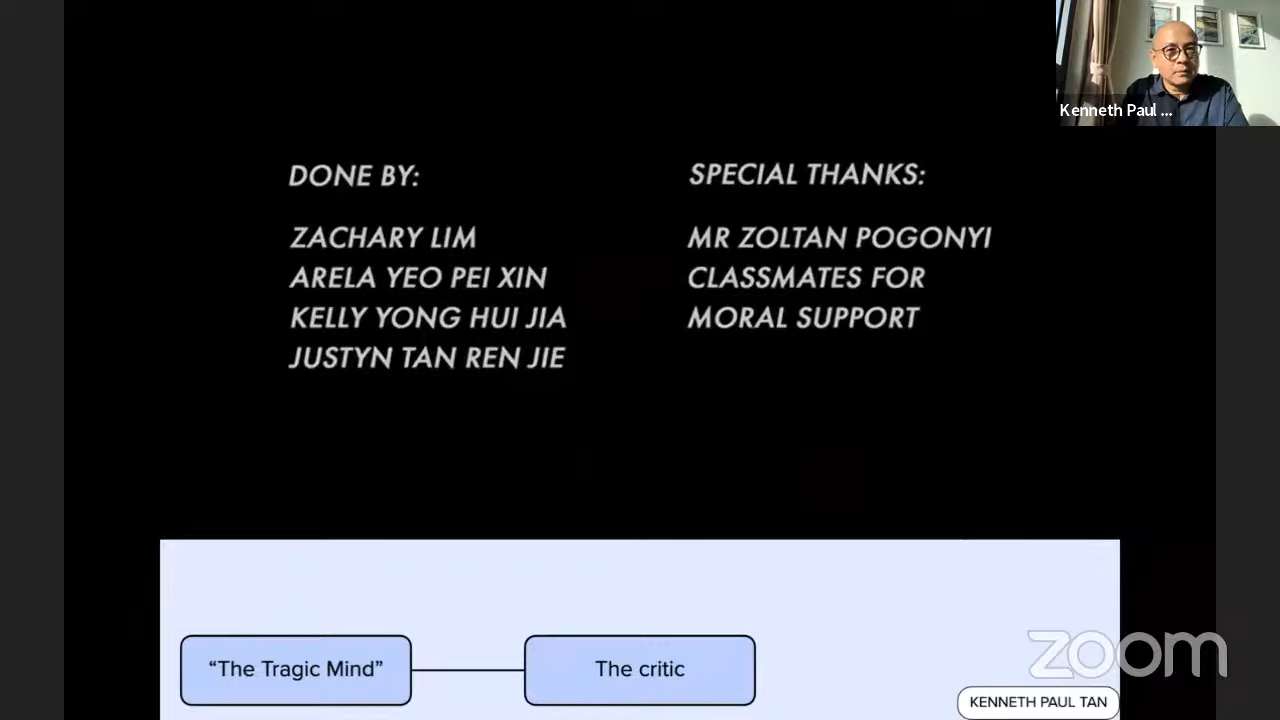 Kenneth Paul ...
DONE BY:
ZACHARY LIM
ARELA YEO PEI XIN
KELLY YONG HUI JIA
JUSTYN TAN REN JIE
SPECIAL THANKS:
MR ZOLTAN POGONYI
CLASSMATES FOR
MORAL SUPPORT
“The Tragic Mind”
The critic
zoom
KENNETH PAUL TAN